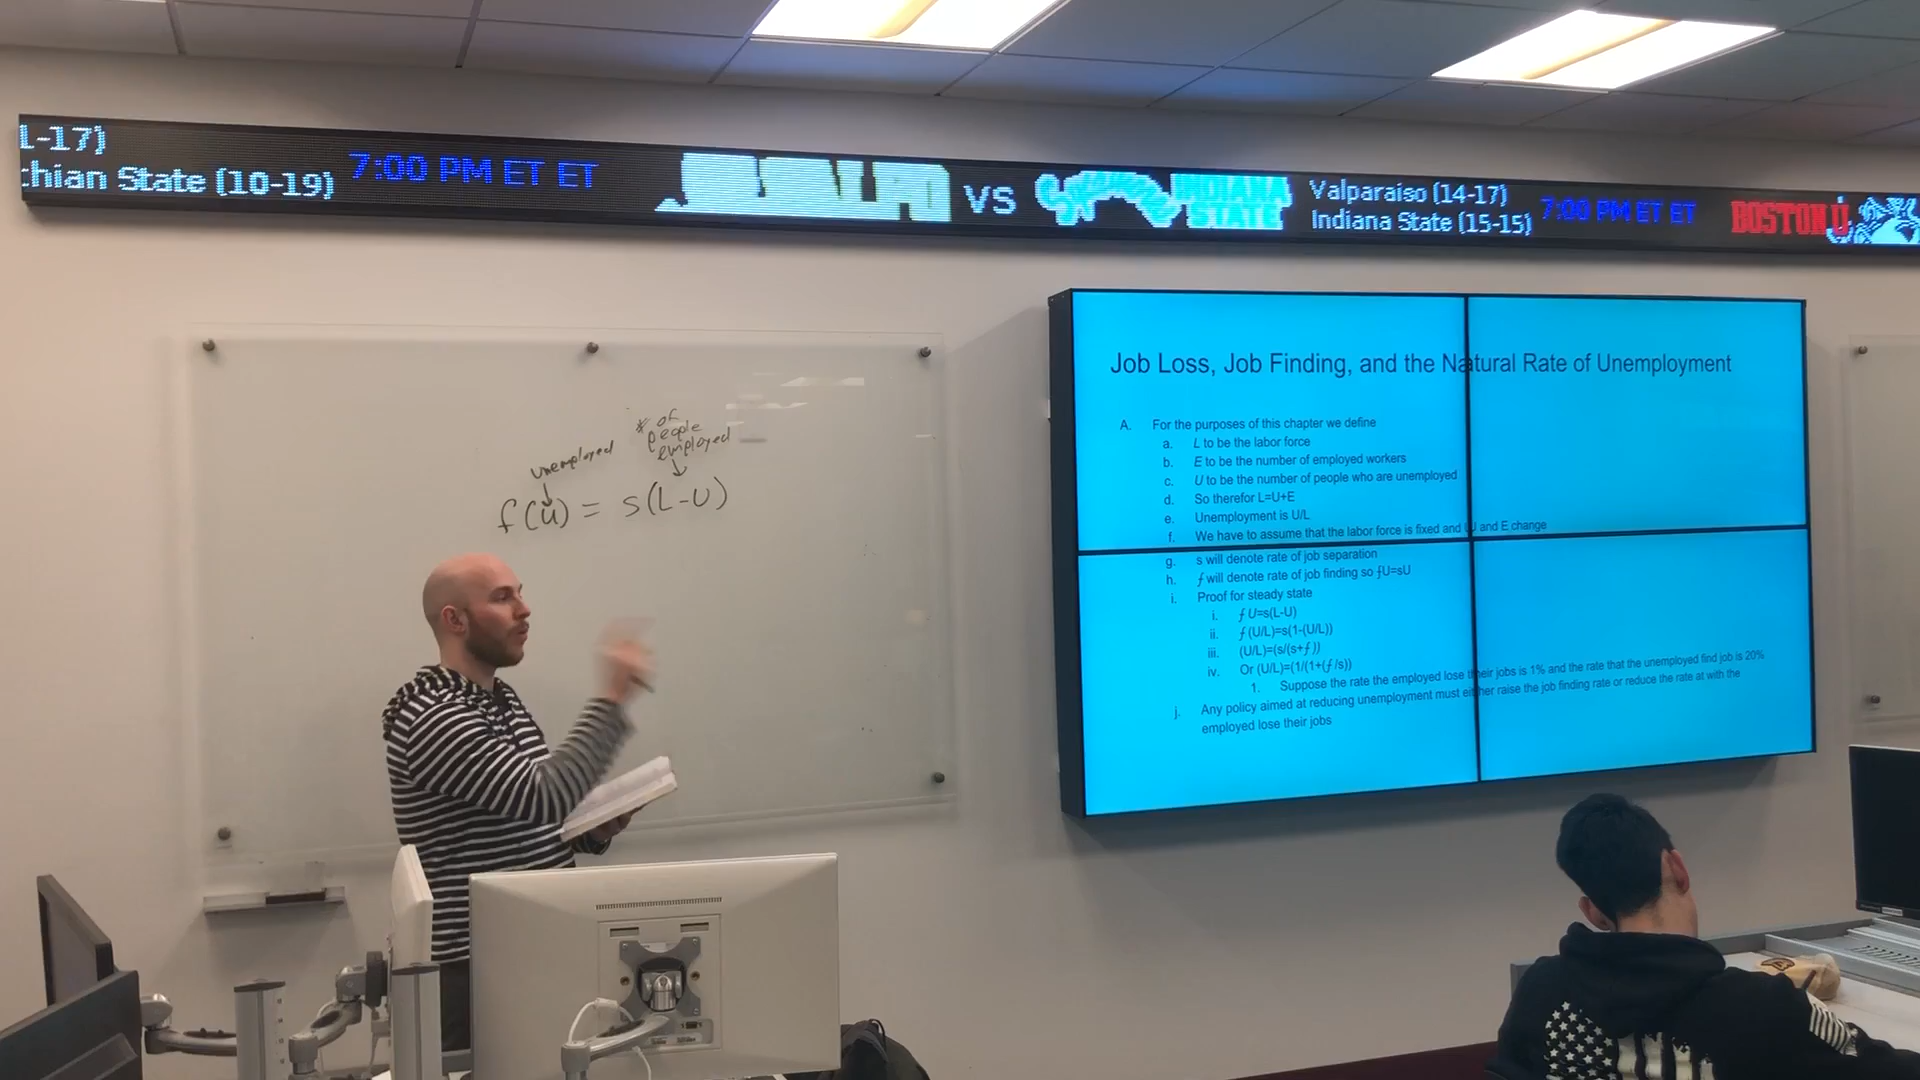 1-17)
chian State (10-19)
7:00 PM ET ET
VALPO
vs
INDIANA
STATE
Valparaiso (14-17)
Indiana State (15-15)
7:00 PM ET ET
BOSTON U
unemployed
# of
people
employed
f(u) = s(L-U)
Job Loss, Job Finding, and the Natural Rate of Unemployment
A. For the purposes of this chapter we define
a. L to be the labor force
b. E to be the number of employed workers
c. U to be the number of people who are unemployed
d. So therefor L=U+E
e. Unemployment is U/L
f. We have to assume that the labor force is fixed and U and E change
g. s will denote rate of job separation
h. ƒ will denote rate of job finding so ƒU=sU
i. Proof for steady state
i. ƒ U=s(L-U)
ii. ƒ (U/L)=s(1-(U/L))
iii. (U/L)=(s/(s+ƒ))
iv. Or (U/L)=(1/(1+(ƒ/s))
1. Suppose the rate the employed lose their jobs is 1% and the rate that the unemployed find job is 20%
j. Any policy aimed at reducing unemployment must either raise the job finding rate or reduce the rate at with the
employed lose their jobs